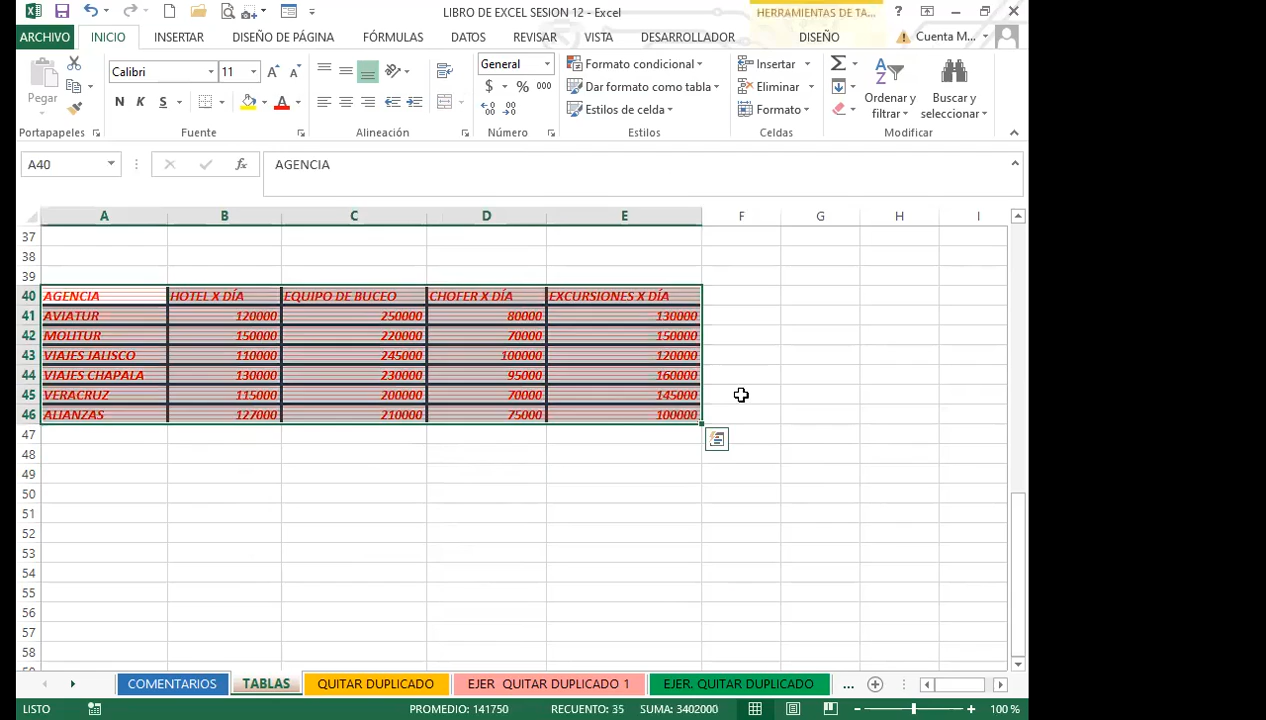 LIBRO DE EXCEL SESION 12 - Excel
HERRAMIENTAS DE TA...
?
ARCHIVO INICIO INSERTAR DISEÑO DE PÁGINA FÓRMULAS DATOS REVISAR VISTA DESARROLLADOR DISEÑO Cuenta M...
Pegar
Calibri 11
N K S
General
$ % 000
Formato condicional
Dar formato como tabla
Estilos de celda
Insertar
Eliminar
Formato
Ordenar y filtrar
Buscar y seleccionar
Portapapeles Fuente Alineación Número Estilos Celdas Modificar
A40 fx AGENCIA
A B C D E F G H I
37
38
39
40 AGENCIA HOTEL X DÍA EQUIPO DE BUCEO CHOFER X DÍA EXCURSIONES X DÍA
41 AVIATUR 120000 250000 80000 130000
42 MOLITUR 150000 220000 70000 150000
43 VIAJES JALISCO 110000 245000 100000 120000
44 VIAJES CHAPALA 130000 230000 95000 160000
45 VERACRUZ 115000 200000 70000 145000
46 ALIANZAS 127000 210000 75000 100000
47
48
49
50
51
52
53
54
55
56
57
58
COMENTARIOS TABLAS QUITAR DUPLICADO EJER QUITAR DUPLICADO 1 EJER. QUITAR DUPLICADO ...
LISTO PROMEDIO: 141750 RECUENTO: 35 SUMA: 3402000 100 %